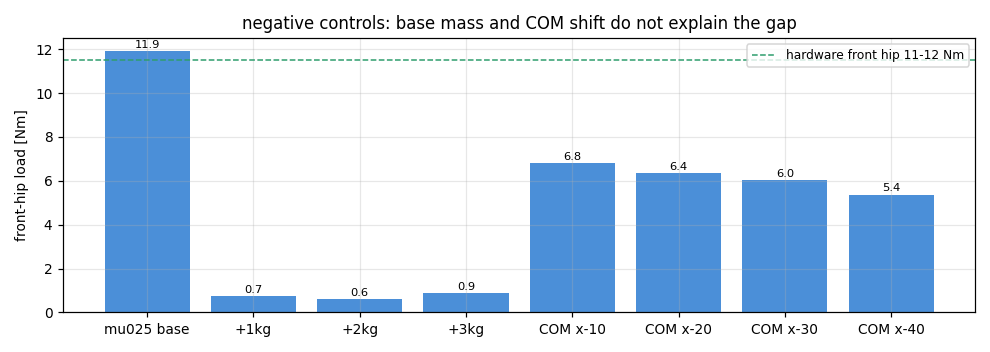 negative controls: base mass and COM shift do not explain the gap
hardware front hip 11-12 Nm
front-hip load [Nm]
12
10
8
6
4
2
0
11.9
0.7
0.6
0.9
6.8
6.4
6.0
5.4
mu025 base
+1kg
+2kg
+3kg
COM x-10
COM x-20
COM x-30
COM x-40